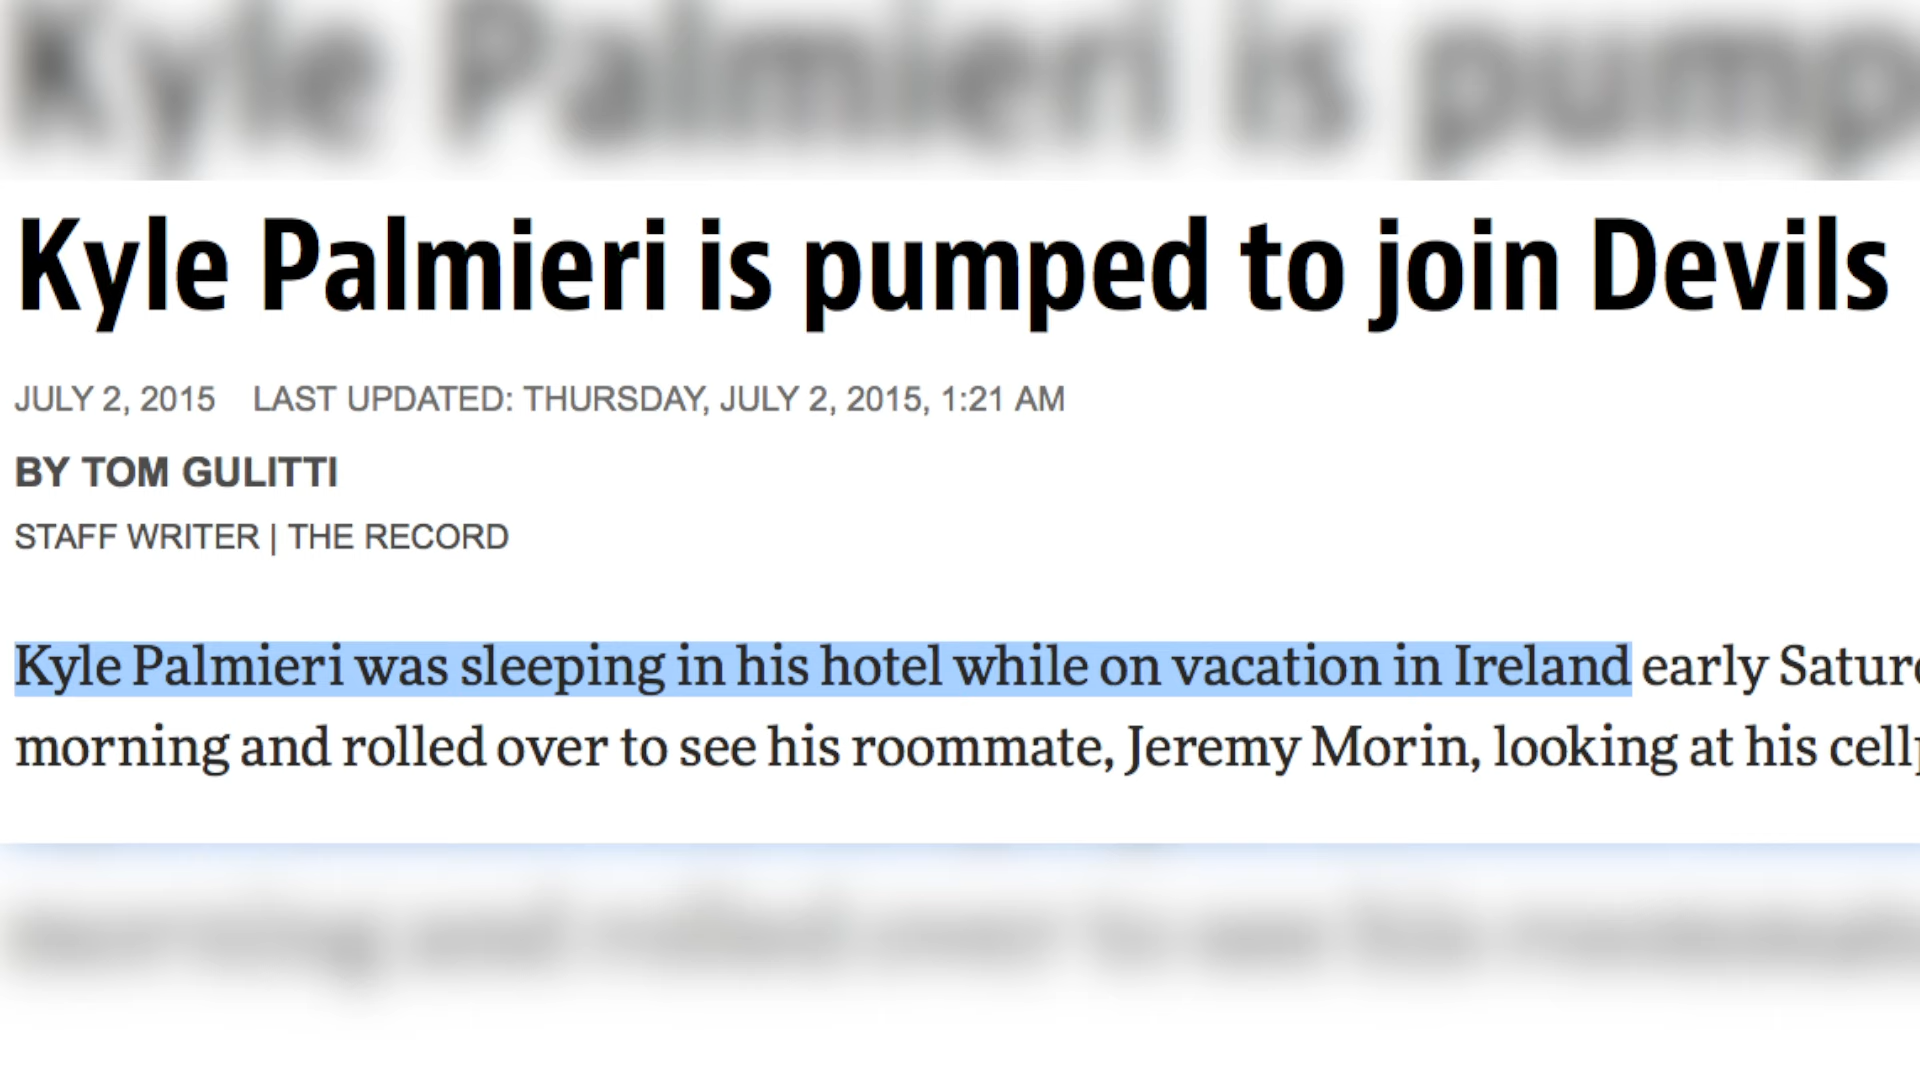 Kyle Palmieri is pumped to join Devils
JULY 2, 2015 LAST UPDATED: THURSDAY, JULY 2, 2015, 1:21 AM
BY TOM GULITTI
STAFF WRITER | THE RECORD
Kyle Palmieri was sleeping in his hotel while on vacation in Ireland early
morning and rolled over to see his roommate, Jeremy Morin, looking at his